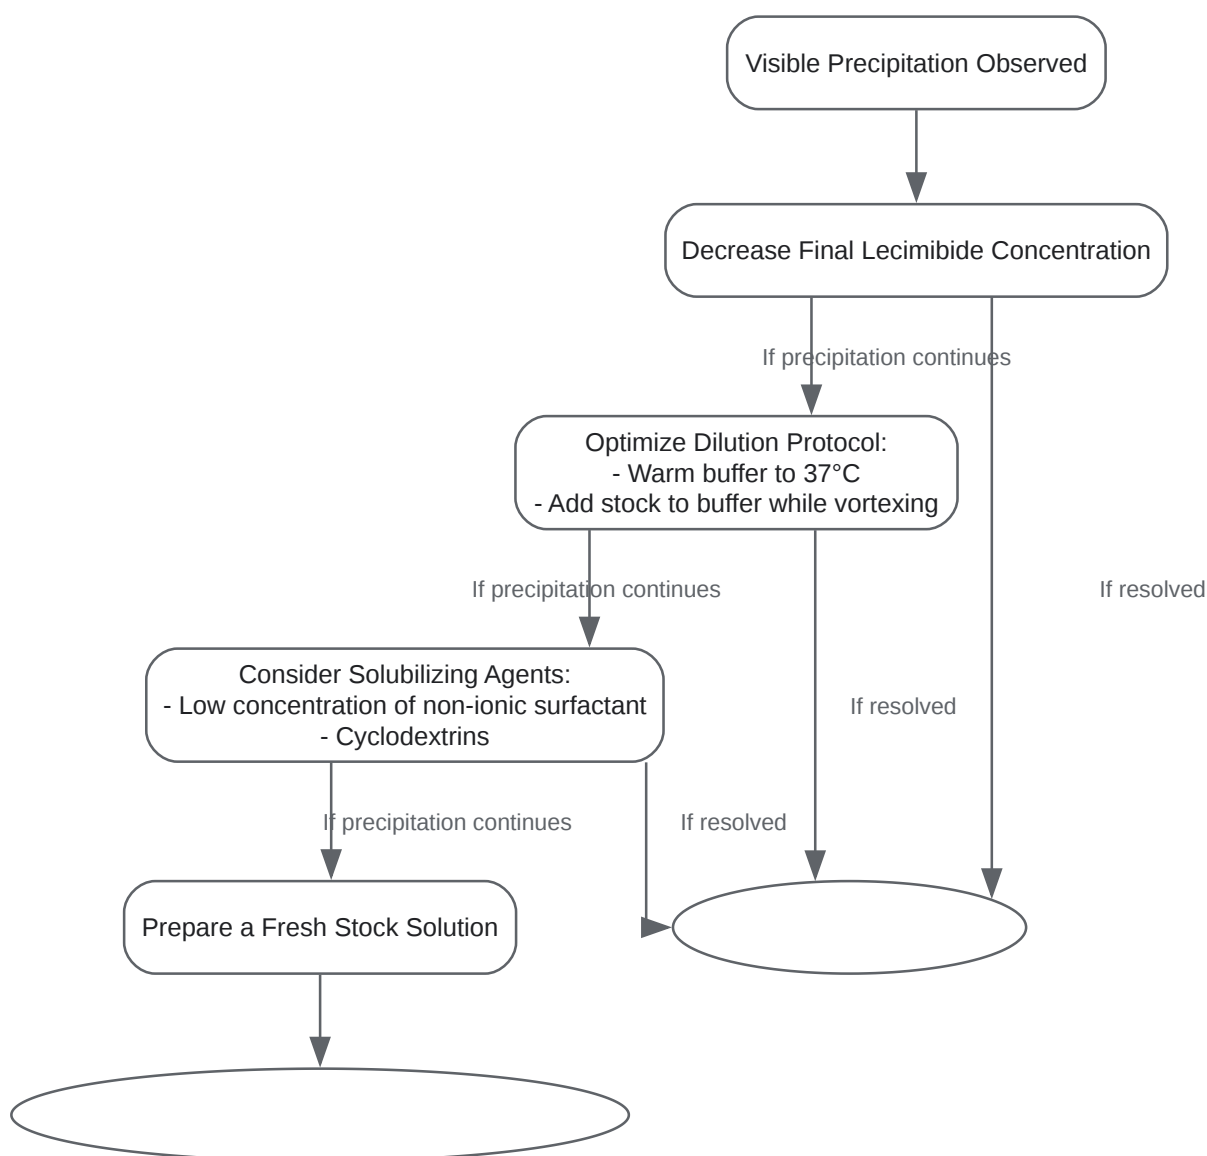 Visible Precipitation Observed
Decrease Final Lecimibide Concentration
If precipitation continues
Optimize Dilution Protocol:
- Warm buffer to 37°C
- Add stock to buffer while vortexing
If precipitation continues
If resolved
Consider Solubilizing Agents:
- Low concentration of non-ionic surfactant
- Cyclodextrins
If resolved
If precipitation continues
If resolved
Prepare a Fresh Stock Solution